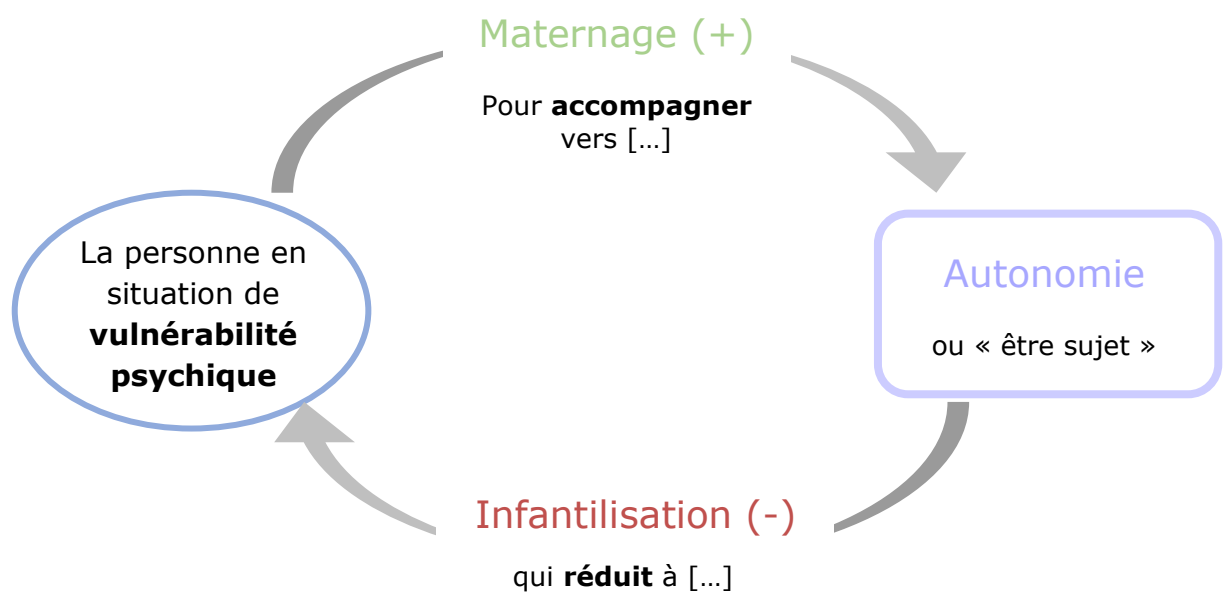 Maternage (+)
Pour accompagner
vers […]
La personne en
situation de
vulnérabilité
psychique
Autonomie
ou « être sujet »
Infantilisation (-)
qui réduit à […]